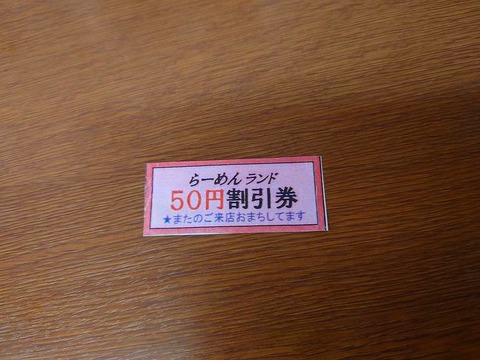 らーめん ランド
50円割引券
★またのご来店おまちしてます